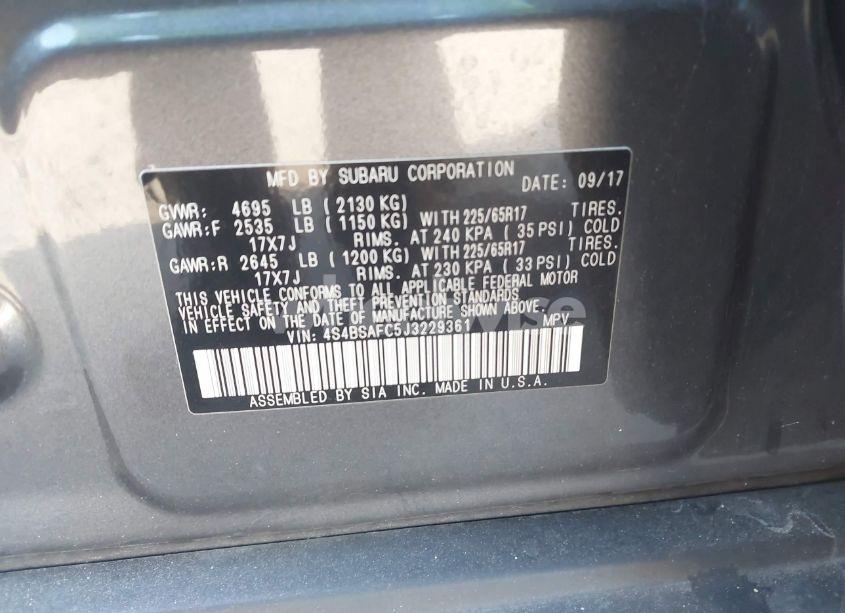 MFD BY SUBARU CORPORATION DATE: 09/17
GVWR: 4695 LB ( 2130 KG)
GAWR:F 2535 LB ( 1150 KG) WITH 225/65R17 TIRES.
17X7J RIMS. AT 240 KPA ( 35 PSI) COLD
GAWR:R 2645 LB ( 1200 KG) WITH 225/65R17 TIRES.
17X7J RIMS. AT 230 KPA ( 33 PSI) COLD
THIS VEHICLE CONFORMS TO ALL APPLICABLE FEDERAL MOTOR
VEHICLE SAFETY AND THEFT PREVENTION STANDARDS
IN EFFECT ON THE DATE OF MANUFACTURE SHOWN ABOVE.
VIN: 4S4BSAFC5J3229361 MPV
ASSEMBLED BY SIA INC. MADE IN U.S.A.